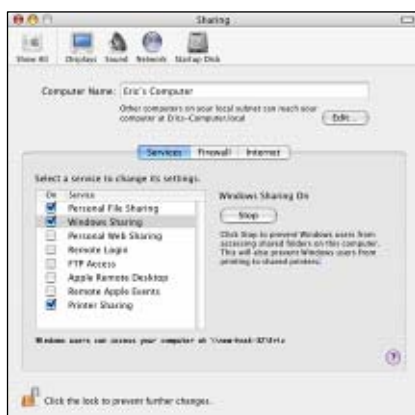 Sharing
Show All Displays Sound Network Startup Disk
Computer Name: Eric's Computer
Other computers on your local subnet can reach your
computer at Erics-Computer.local
Edit...
Services Firewall Internet
Select a service to change its settings.
On Service
Personal File Sharing
Windows Sharing
Personal Web Sharing
Remote Login
FTP Access
Apple Remote Desktop
Remote Apple Events
Printer Sharing
Windows Sharing On
Stop
Click Stop to prevent Windows users from
accessing shared folders on this computer.
This will also prevent Windows users from
printing to shared printers.
Windows users can access your computer at
?
Click the lock to prevent further changes.